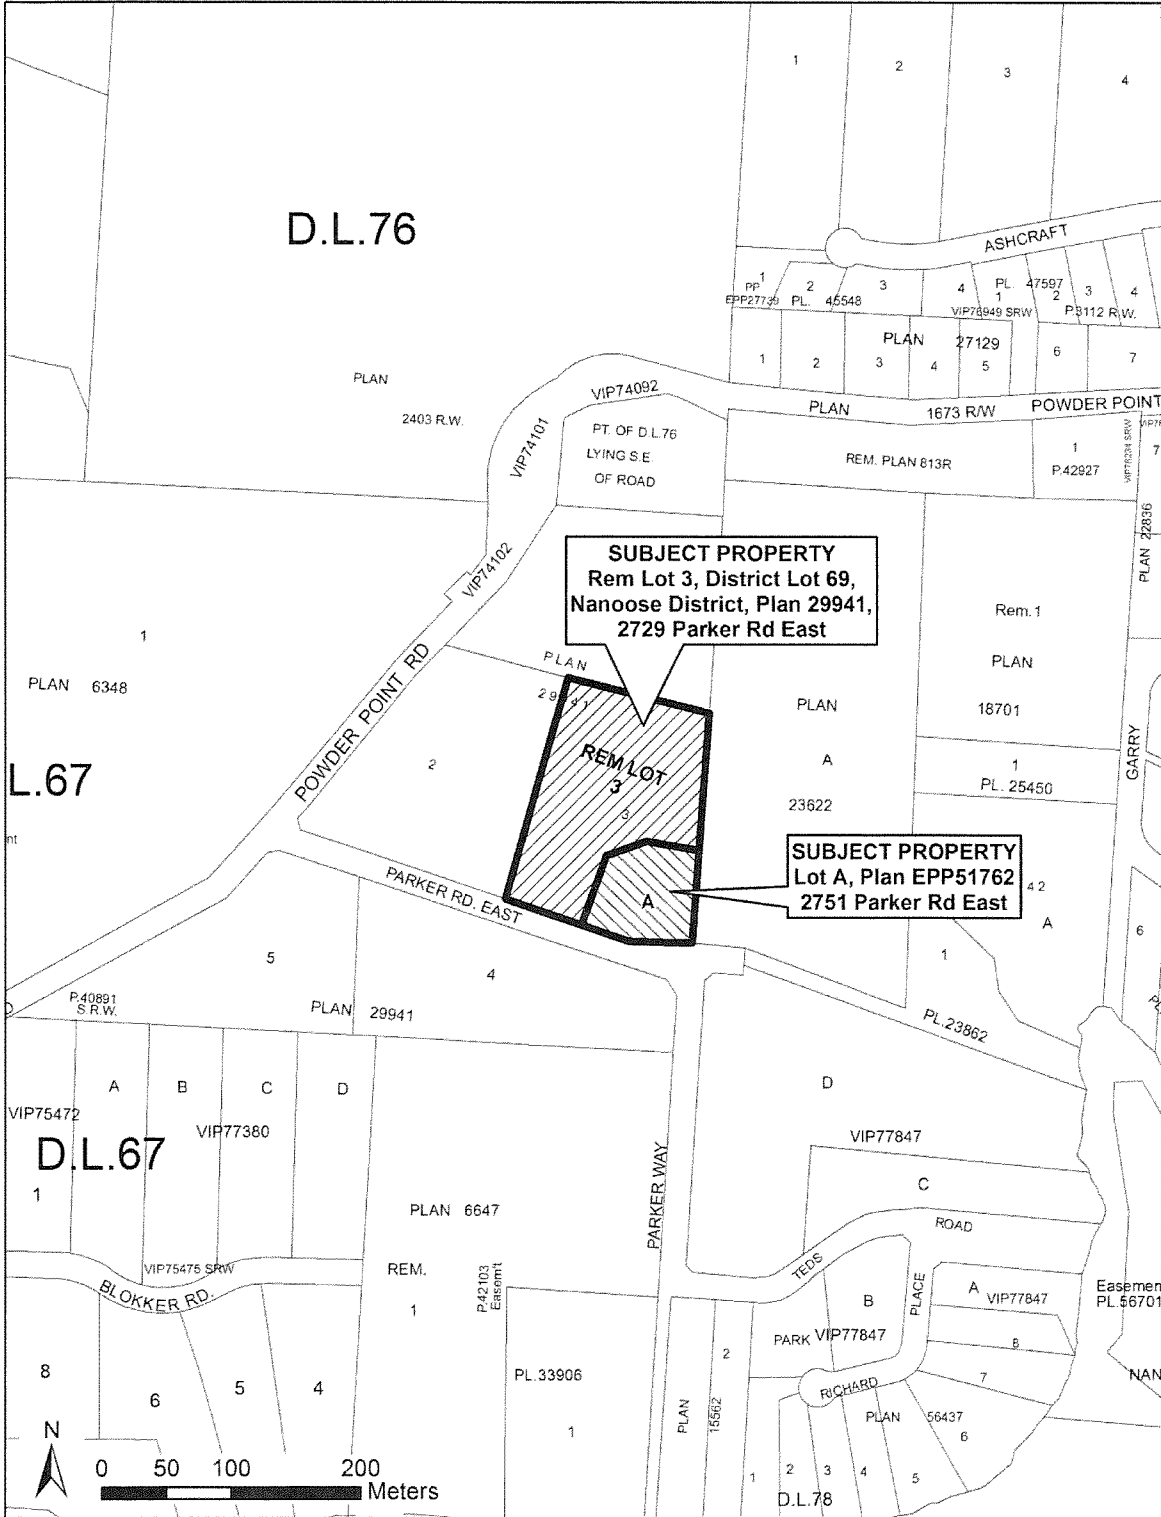 1
2
3
4
D.L.76
ASHCRAFT
1
PP
EPP27739
2
PL. 45548
3
4
PL. 47597
1
VIP76949 SRW
2
3
4
P.3112 R.W.
PLAN 27129
1
2
3
4
5
6
7
PLAN
2403 R.W.
VIP74092
VIP74101
PLAN 1673 R/W POWDER POINT
PT. OF D.L.76
LYING S.E.
OF ROAD
REM. PLAN 813R
1
P.42927
7
PLAN 22836
VIP74102
SUBJECT PROPERTY
Rem Lot 3, District Lot 69,
Nanoose District, Plan 29941,
2729 Parker Rd East
Rem.1
PLAN
18701
1
PLAN 6348
POWDER POINT RD
PLAN
29941
PLAN
A
23622
1
PL. 25450
GARRY
L.67
nt
2
REM LOT
3
3
SUBJECT PROPERTY
Lot A, Plan EPP51762
2751 Parker Rd East
42
A
A
6
1
PARKER RD. EAST
5
4
P.40891
S.R.W.
PLAN 29941
PL.23862
A
B
C
D
VIP75472
VIP77380
D.L.67
1
D
VIP77847
C
PARKER WAY
PLAN 6647
REM.
1
TEDS
ROAD
VIP75475 SRW
BLOKKER RD.
P.42103
Easem't
B
PLACE
A
VIP77847
Easemen
PL.56701
PARK VIP77847
8
2
8
6
5
4
PL.33906
1
PLAN
15562
RICHARD
7
NAN
PLAN 56437
6
1
2
3
4
5
D.L.78
N
0 50 100 200
Meters